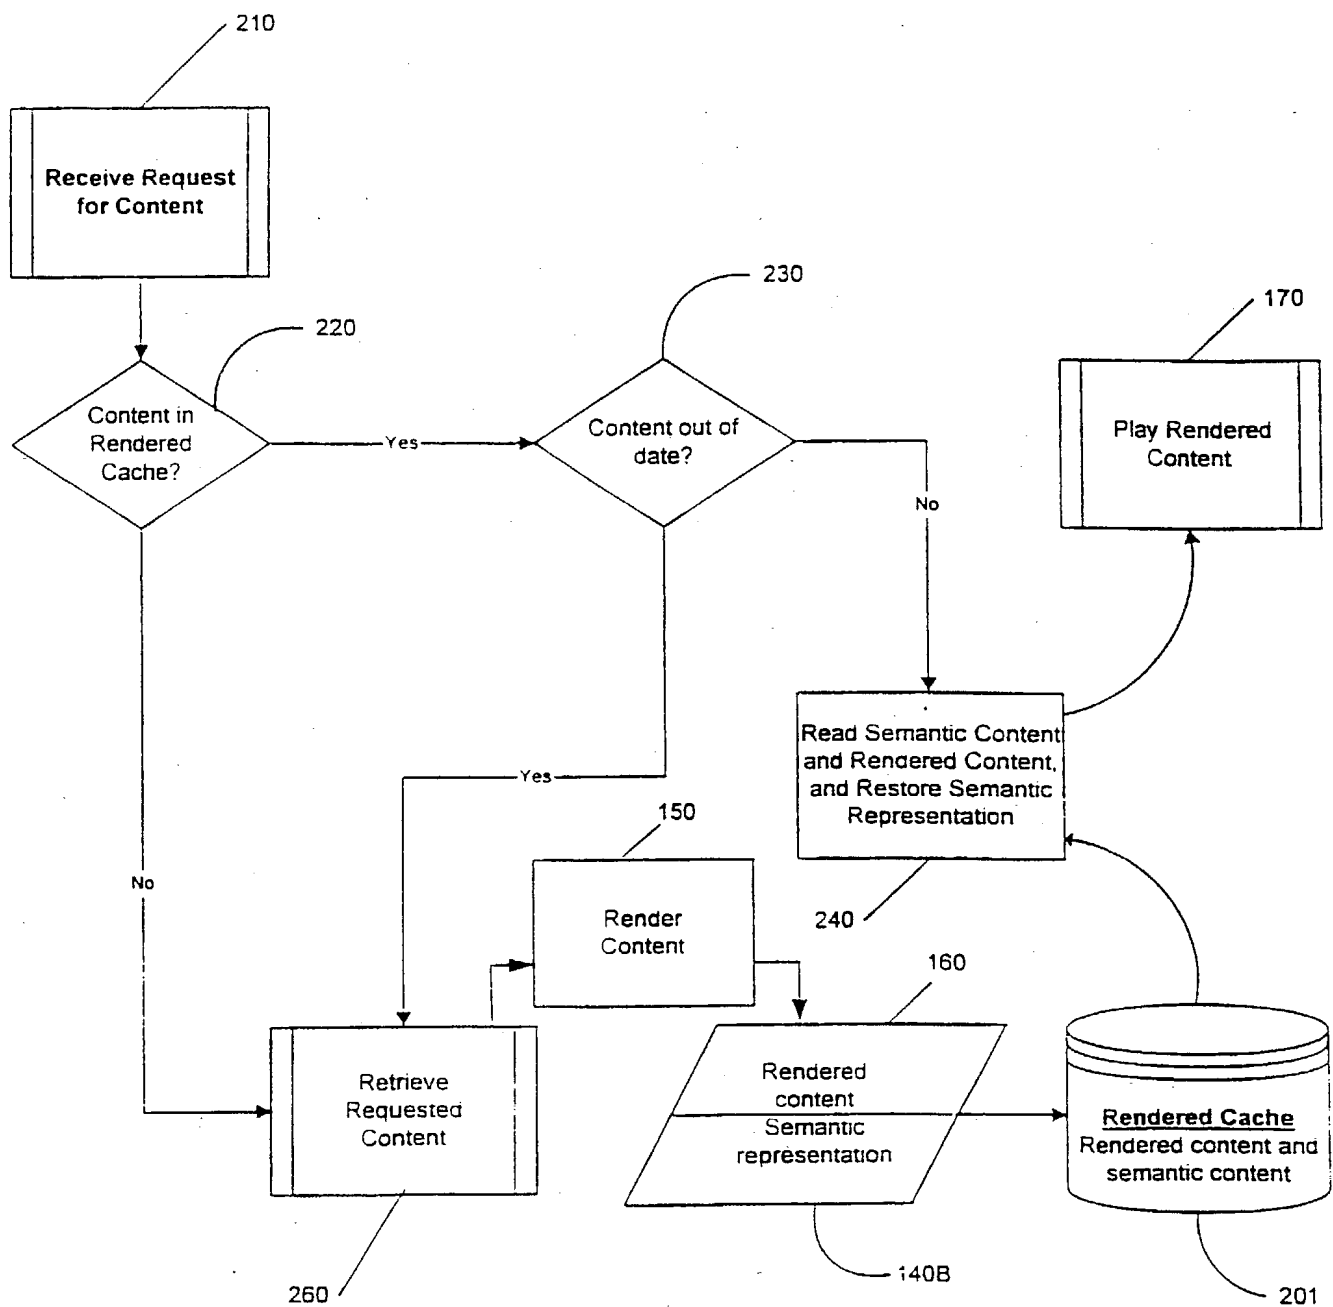 210
Receive Request
for Content
220
Content in
Rendered
Cache?
Yes
230
Content out of
date?
No
170
Play Rendered
Content
Read Semantic Content
and Rendered Content,
and Restore Semantic
Representation
240
Yes
No
150
Render
Content
Retrieve
Requested
Content
260
160
Rendered
content
Semantic
representation
140B
Rendered Cache
Rendered content and
semantic content
201